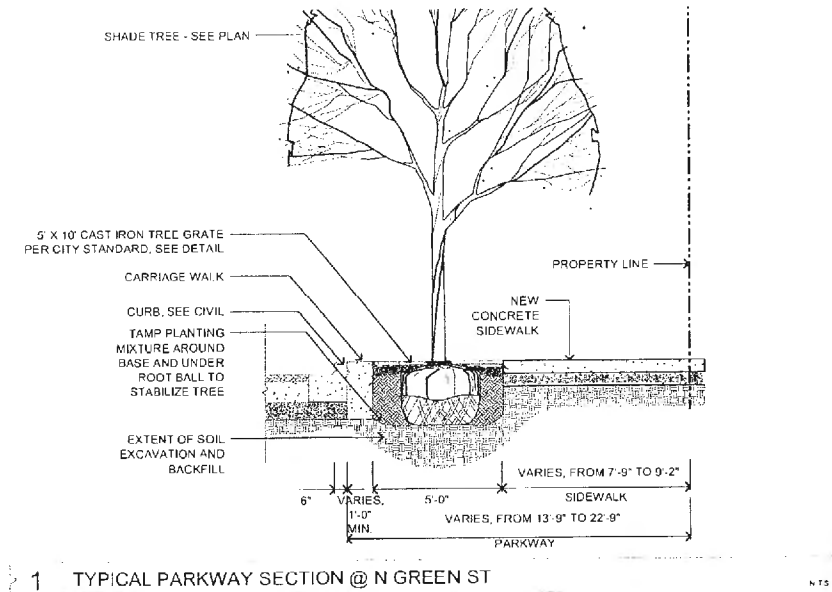 SHADE TREE - SEE PLAN
5' X 10' CAST IRON TREE GRATE
PER CITY STANDARD, SEE DETAIL
CARRIAGE WALK
CURB, SEE CIVIL
TAMP PLANTING
MIXTURE AROUND
BASE AND UNDER
ROOT BALL TO
STABILIZE TREE
EXTENT OF SOIL
EXCAVATION AND
BACKFILL
PROPERTY LINE
NEW
CONCRETE
SIDEWALK
VARIES, FROM 7'-9" TO 9'-2"
SIDEWALK
6"
VARIES,
1'-0"
MIN.
5'-0"
VARIES, FROM 13'-9" TO 22'-9"
PARKWAY
1 TYPICAL PARKWAY SECTION @ N GREEN ST
NTS